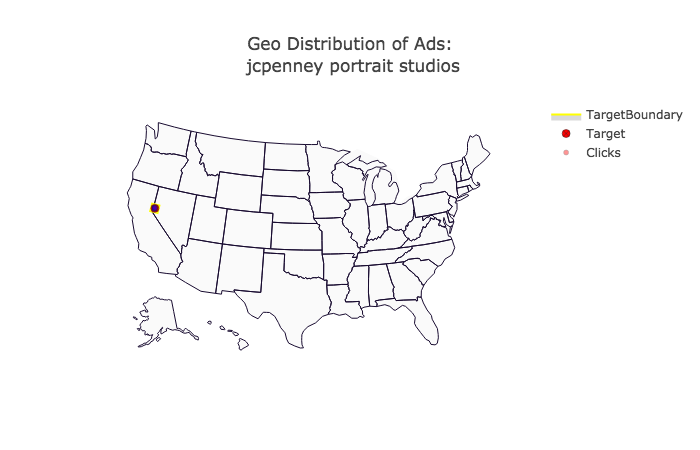 Geo Distribution of Ads:
jcpenney portrait studios
TargetBoundary
Target
Clicks